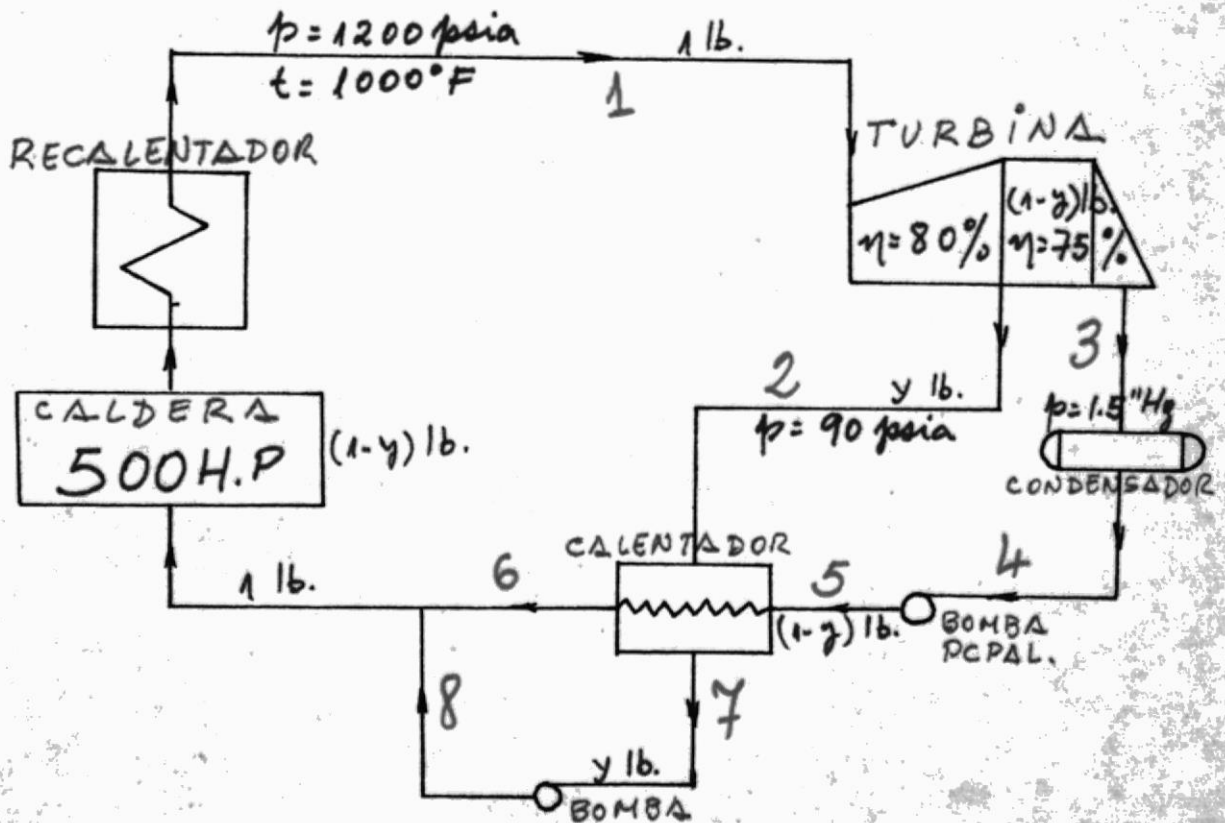 p = 1200 psia
1 lb.
t = 1000°F
1
TURBINA
RECALENTADOR
(1-y) lb.
η = 80%
η = 75%
3
2
y lb.
p = 1.5 "Hg
p = 90 psia
CALDERA
500 H.P
(1-y) lb.
CONDENSADOR
CALENTADOR
6
5
4
1 lb.
(1-y) lb.
BOMBA
PCPAL.
8
7
y lb.
BOMBA